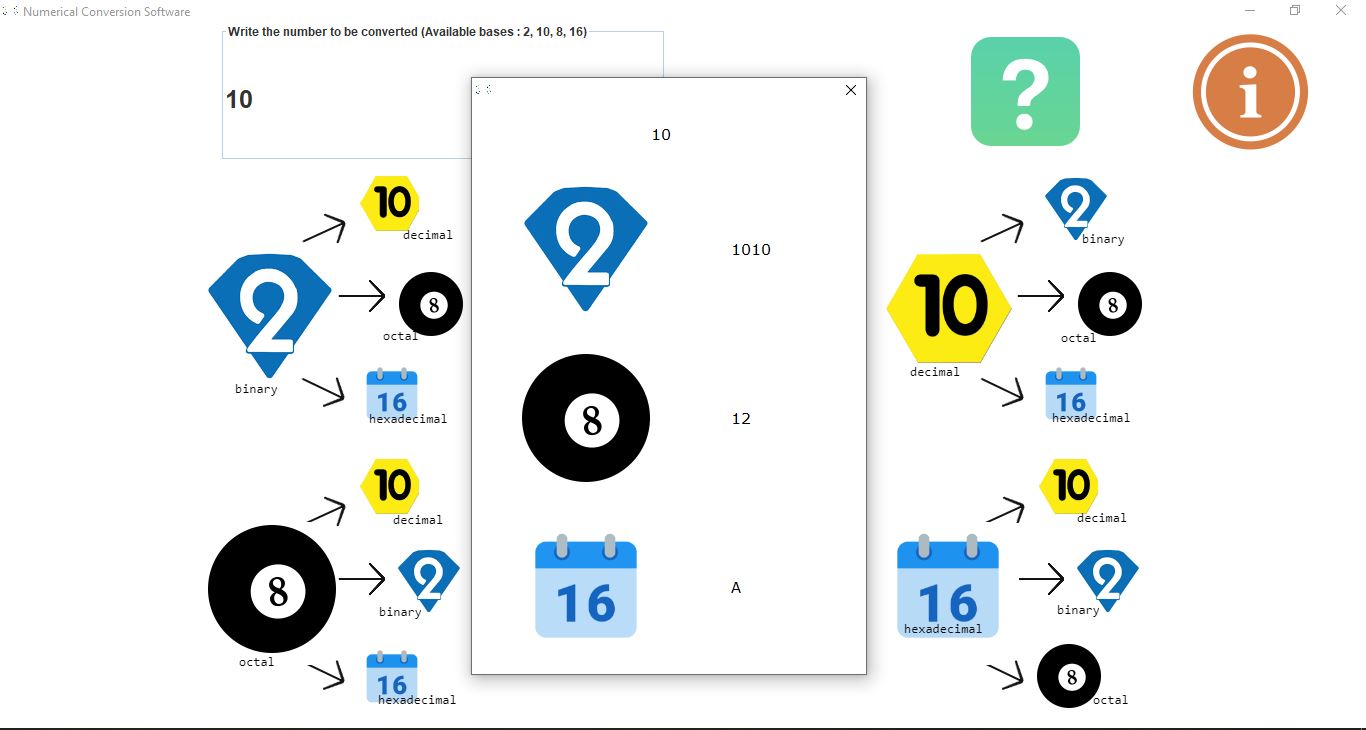 Numerical Conversion Software
Write the number to be converted (Available bases : 2, 10, 8, 16)
10
?
i
10
10
decimal
2
binary
2
1010
2
binary
8
octal
10
decimal
8
octal
16
hexadecimal
8
12
16
hexadecimal
10
decimal
8
octal
2
binary
16
hexadecimal
16
A
10
decimal
16
hexadecimal
2
binary
8
octal